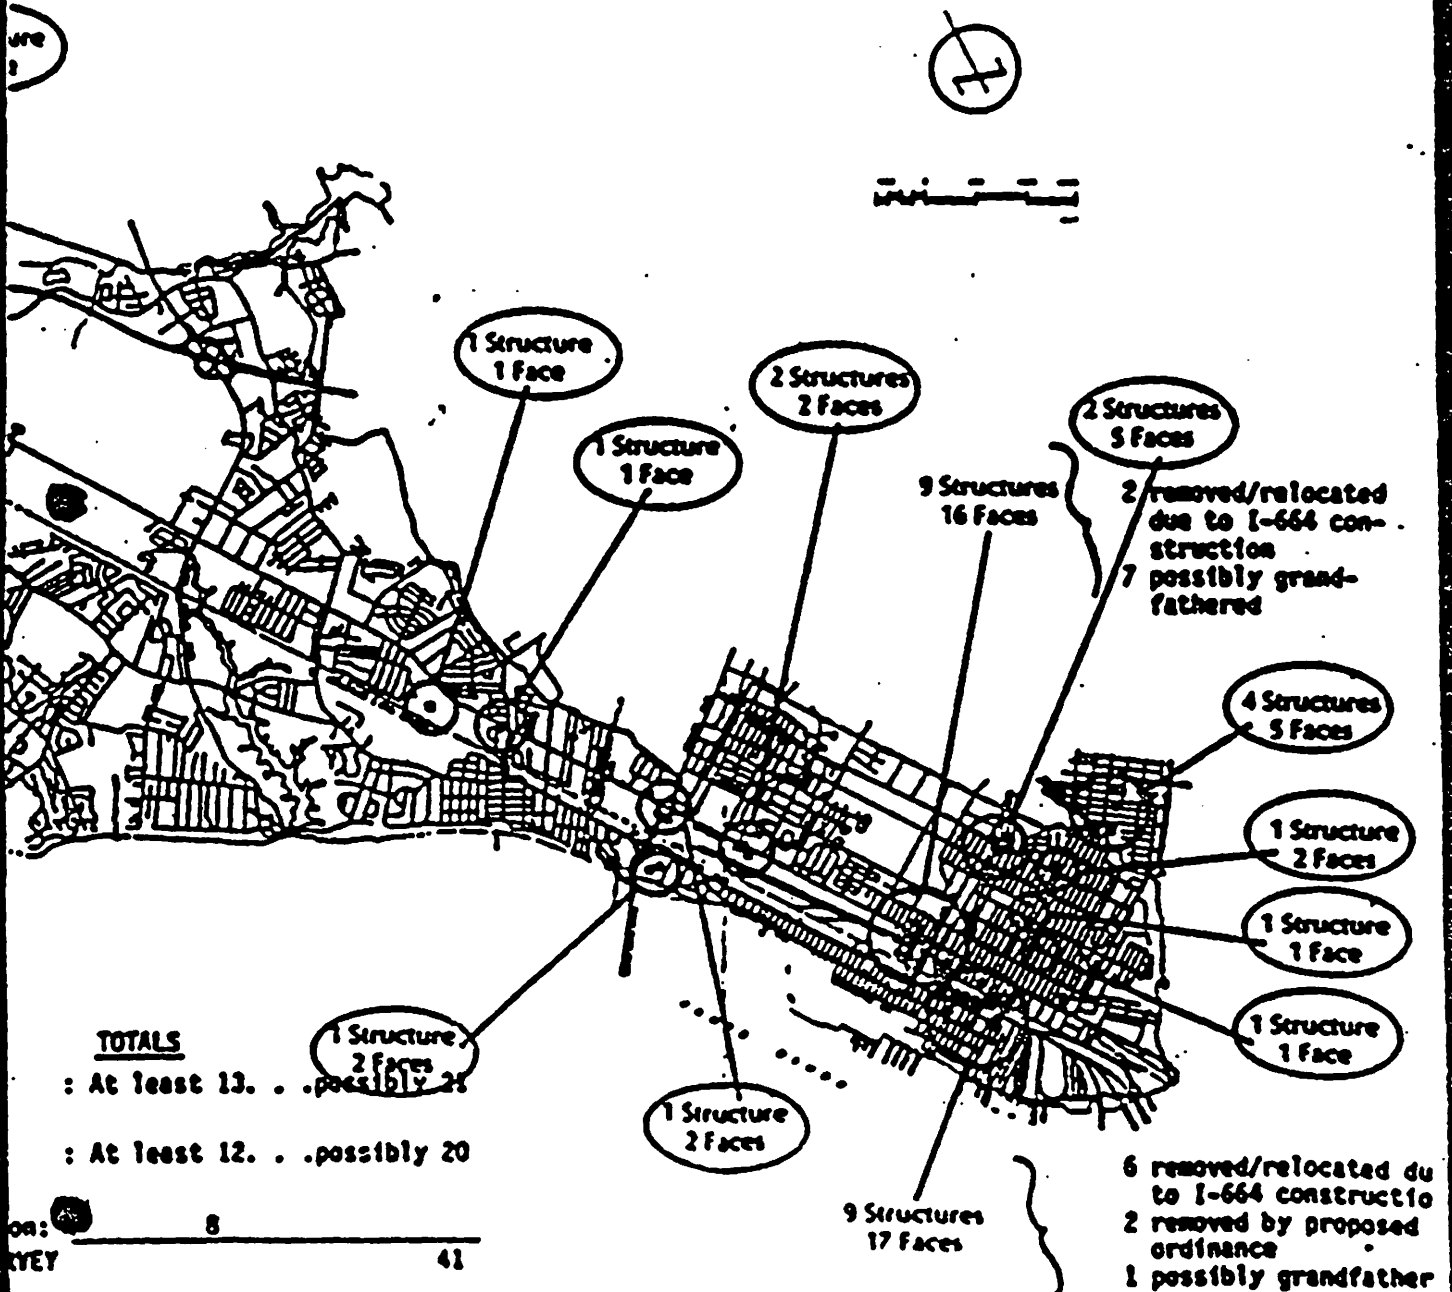 1 Structure
1 Face
1 Structure
1 Face
2 Structures
2 Faces
2 Structures
5 Faces
9 Structures
16 Faces
2 removed/relocated
due to I-664 con-
struction
7 possibly grand-
fathered
4 Structures
5 Faces
1 Structure
2 Faces
1 Structure
1 Face
1 Structure
1 Face
1 Structure
2 Faces
1 Structure
2 Faces
TOTALS
: At least 13. . .possibly 21
: At least 12. . .possibly 20
on:
8
RVEY
41
9 Structures
17 Faces
6 removed/relocated du
to I-664 constructio
2 removed by proposed
ordinance
1 possibly grandfather